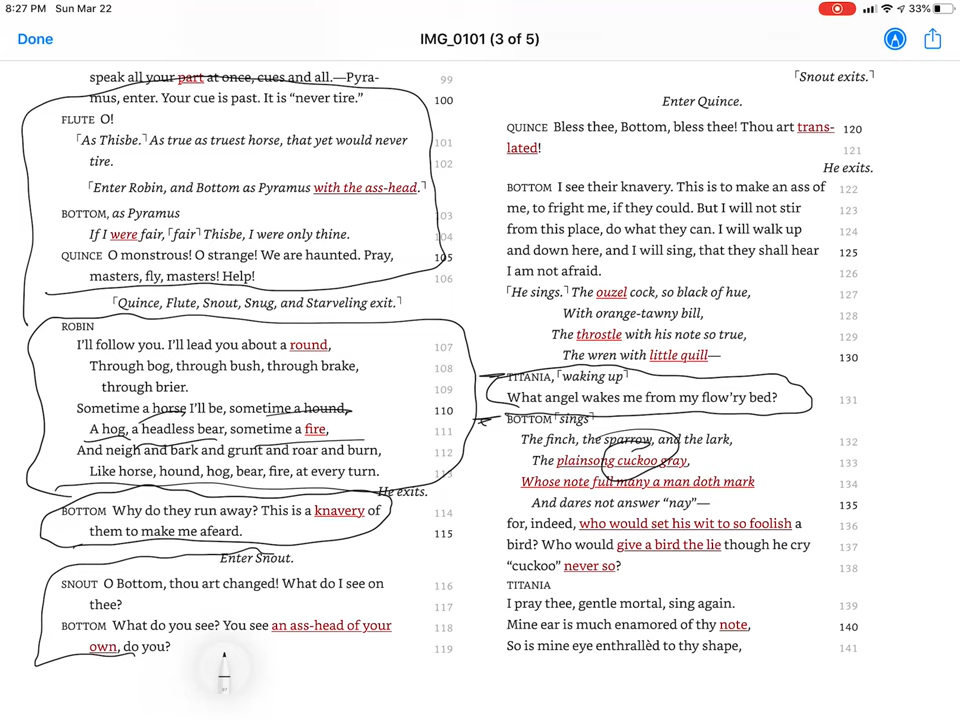 8:27 PM Sun Mar 22
33%
Done
IMG_0101 (3 of 5)
speak all your part at once, cues and all.—Pyra- 99
mus, enter. Your cue is past. It is “never tire.” 100
FLUTE O!
「As Thisbe.⌝ As true as truest horse, that yet would never 101
tire. 102
「Enter Robin, and Bottom as Pyramus with the ass-head.⌝
BOTTOM, as Pyramus 103
If I were fair, 「fair⌝ Thisbe, I were only thine. 104
QUINCE O monstrous! O strange! We are haunted. Pray, 105
masters, fly, masters! Help! 106
「Quince, Flute, Snout, Snug, and Starveling exit.⌝
ROBIN
I’ll follow you. I’ll lead you about a round, 107
Through bog, through bush, through brake, 108
through brier. 109
Sometime a horse I’ll be, sometime a hound, 110
A hog, a headless bear, sometime a fire, 111
And neigh and bark and grunt and roar and burn, 112
Like horse, hound, hog, bear, fire, at every turn. 113
He exits.
BOTTOM Why do they run away? This is a knavery of 114
them to make me afeard. 115
Enter Snout.
SNOUT O Bottom, thou art changed! What do I see on 116
thee? 117
BOTTOM What do you see? You see an ass-head of your 118
own, do you? 119
「Snout exits.⌝
Enter Quince.
QUINCE Bless thee, Bottom, bless thee! Thou art trans- 120
lated! 121
He exits.
BOTTOM I see their knavery. This is to make an ass of 122
me, to fright me, if they could. But I will not stir 123
from this place, do what they can. I will walk up 124
and down here, and I will sing, that they shall hear 125
I am not afraid. 126
「He sings.⌝ The ouzel cock, so black of hue, 127
With orange-tawny bill, 128
The throstle with his note so true, 129
The wren with little quill— 130
TITANIA, 「waking up⌝
What angel wakes me from my flow’ry bed? 131
BOTTOM 「sings⌝
The finch, the sparrow, and the lark, 132
The plainsong cuckoo gray, 133
Whose note full many a man doth mark 134
And dares not answer “nay”— 135
for, indeed, who would set his wit to so foolish a 136
bird? Who would give a bird the lie though he cry 137
“cuckoo” never so? 138
TITANIA
I pray thee, gentle mortal, sing again. 139
Mine ear is much enamored of thy note, 140
So is mine eye enthrallèd to thy shape, 141